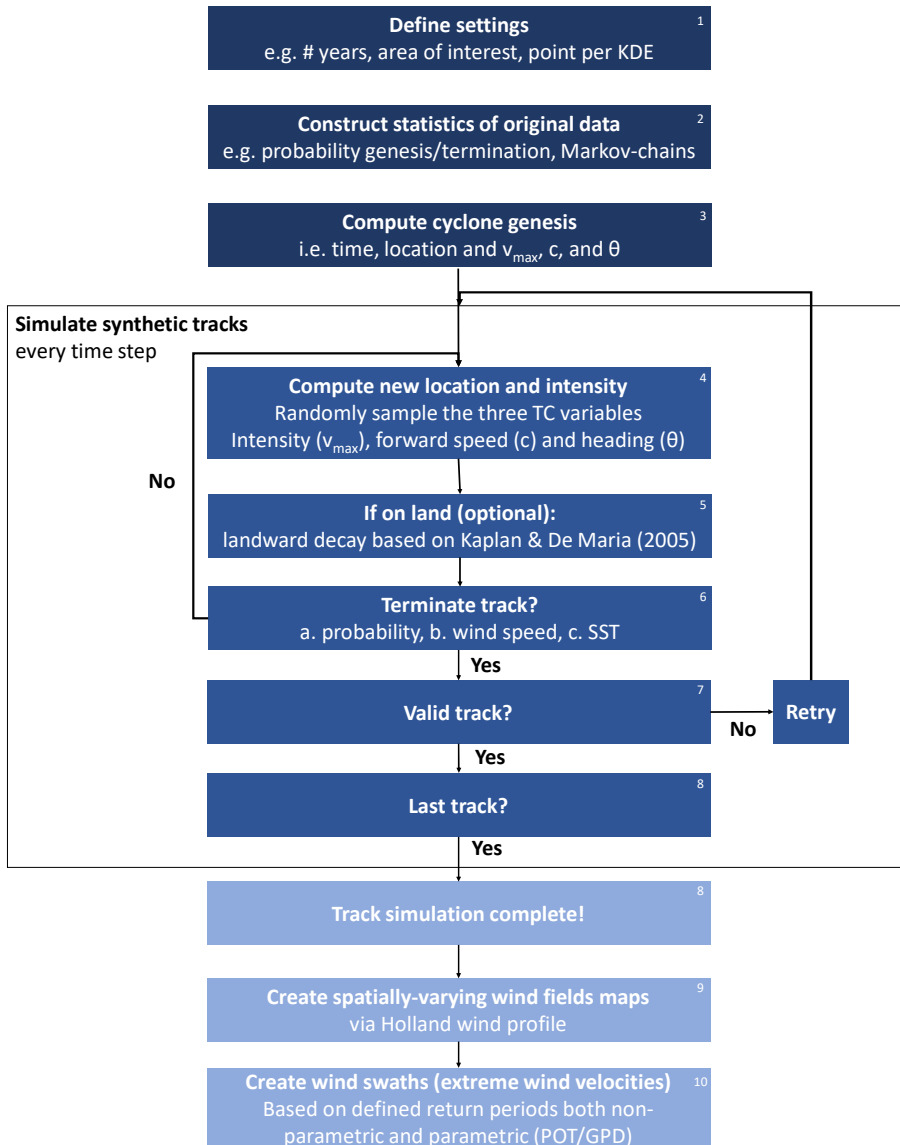 Define settings
1
e.g. # years, area of interest, point per KDE
Construct statistics of original data
2
e.g. probability genesis/termination, Markov-chains
Compute cyclone genesis
3
i.e. time, location and vmax, c, and θ
Simulate synthetic tracks
every time step
Compute new location and intensity
4
Randomly sample the three TC variables
Intensity (vmax), forward speed (c) and heading (θ)
No
If on land (optional):
5
landward decay based on Kaplan & De Maria (2005)
Terminate track?
6
a. probability, b. wind speed, c. SST
Yes
Valid track?
7
No
Retry
Yes
Last track?
8
Yes
Track simulation complete!
8
Create spatially-varying wind fields maps
9
via Holland wind profile
Create wind swaths (extreme wind velocities)
10
Based on defined return periods both non-
parametric and parametric (POT/GPD)